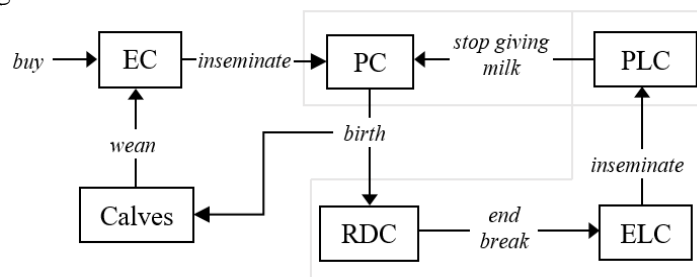 buy
EC
inseminate
PC
stop giving
milk
PLC
wean
birth
inseminate
Calves
RDC
end
break
ELC